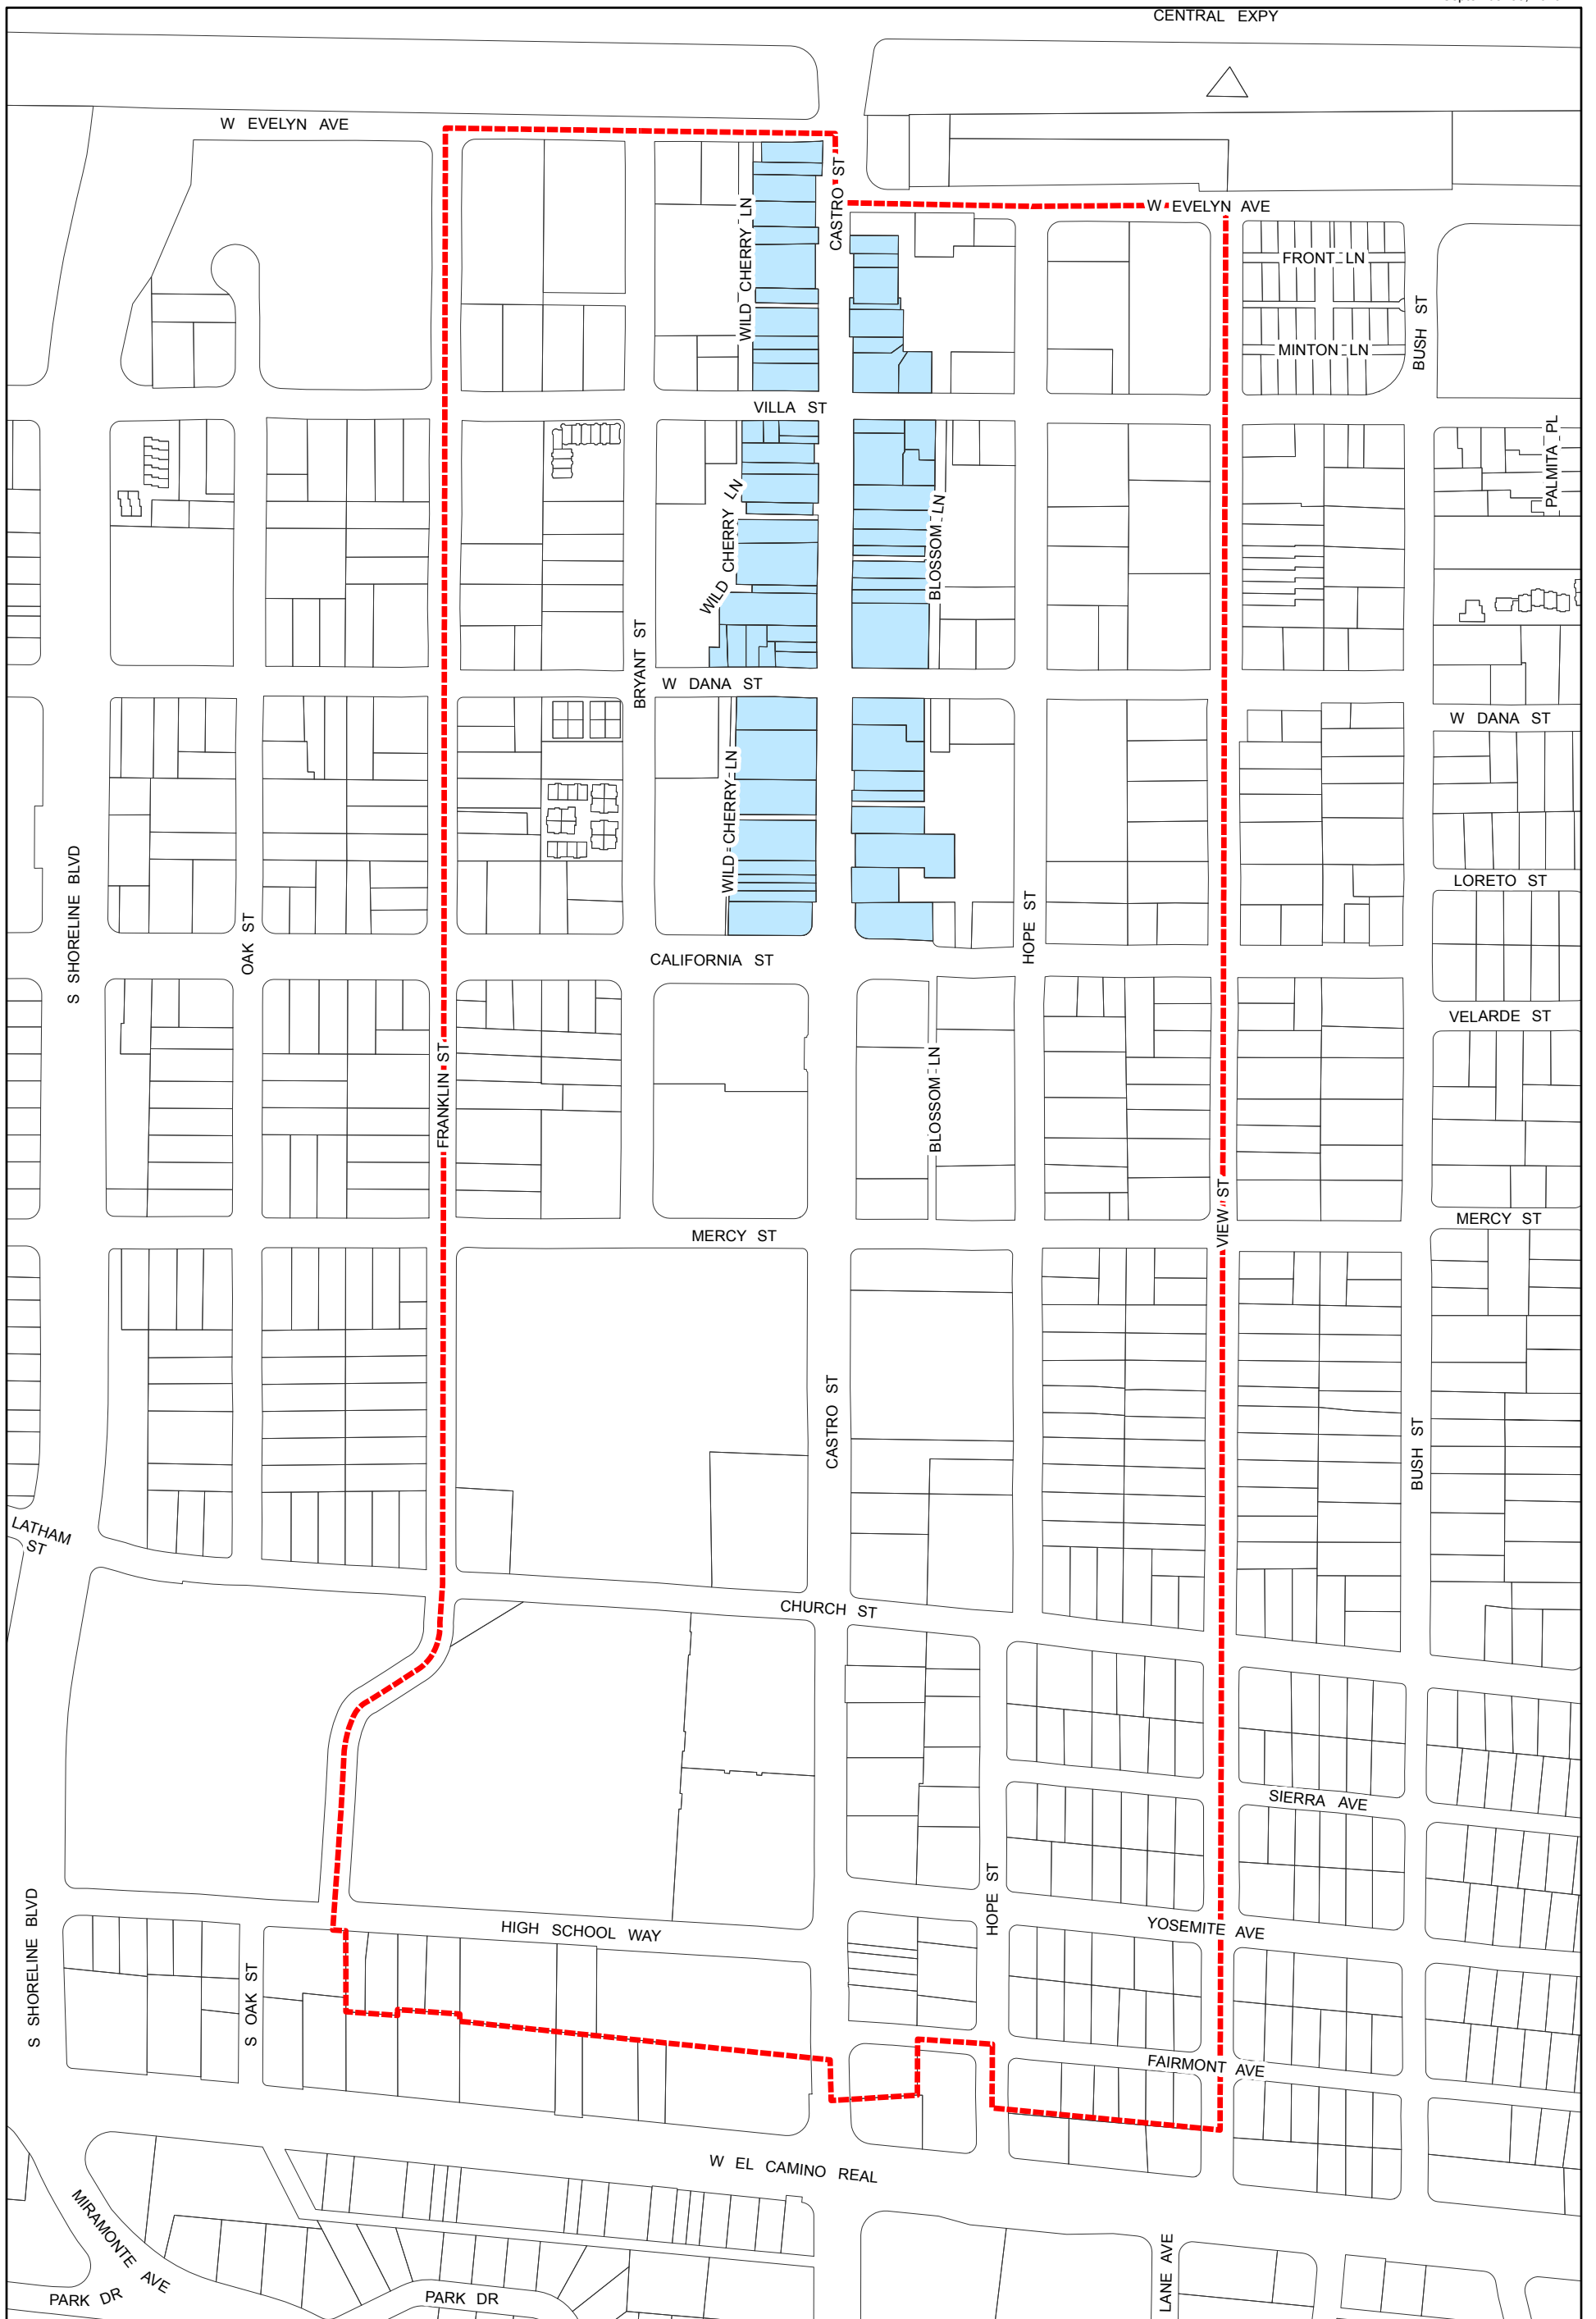 CENTRAL EXPY
W EVELYN AVE
CASTRO ST
W EVELYN AVE
WILD CHERRY LN
FRONT LN
BUSH ST
MINTON LN
VILLA ST
PALMITA PL
WILD CHERRY LN
BLOSSOM LN
BRYANT ST
W DANA ST
W DANA ST
WILD CHERRY LN
S SHORELINE BLVD
LORETO ST
OAK ST
HOPE ST
CALIFORNIA ST
VELARDE ST
FRANKLIN ST
BLOSSOM LN
VIEW ST
MERCY ST
MERCY ST
CASTRO ST
BUSH ST
LATHAM
ST
CHURCH ST
SIERRA AVE
HOPE ST
S SHORELINE BLVD
HIGH SCHOOL WAY
YOSEMITE AVE
S OAK ST
FAIRMONT AVE
W EL CAMINO REAL
MIRAMONTE AVE
LANE AVE
PARK DR
PARK DR